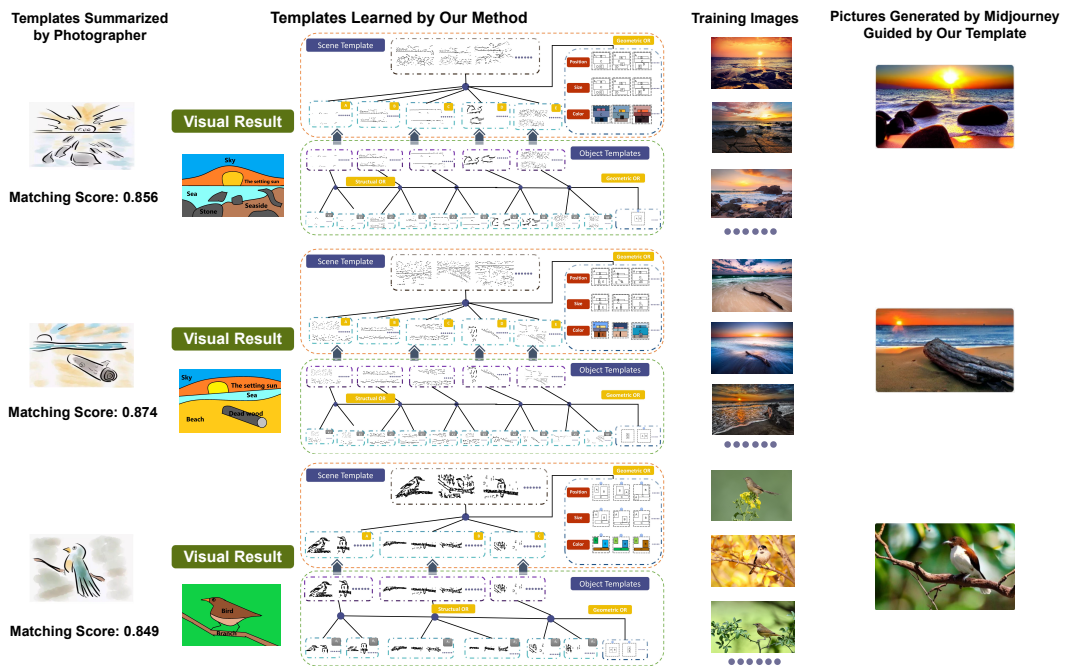 Templates Summarized
by Photographer
Templates Learned by Our Method
Training Images
Pictures Generated by Midjourney
Guided by Our Template
Scene Template
Geometric OR
Position
Size
Color
Visual Result
Object Templates
Structual OR
Geometric OR
Sky
The setting sun
Sea
Stone
Seaside
Matching Score: 0.856
Scene Template
Geometric OR
Position
Size
Color
Visual Result
Object Templates
Structual OR
Geometric OR
Sky
The setting sun
Sea
Beach
Dead wood
Matching Score: 0.874
Scene Template
Geometric OR
Position
Size
Color
Visual Result
Object Templates
Structual OR
Geometric OR
Bird
Branch
Matching Score: 0.849